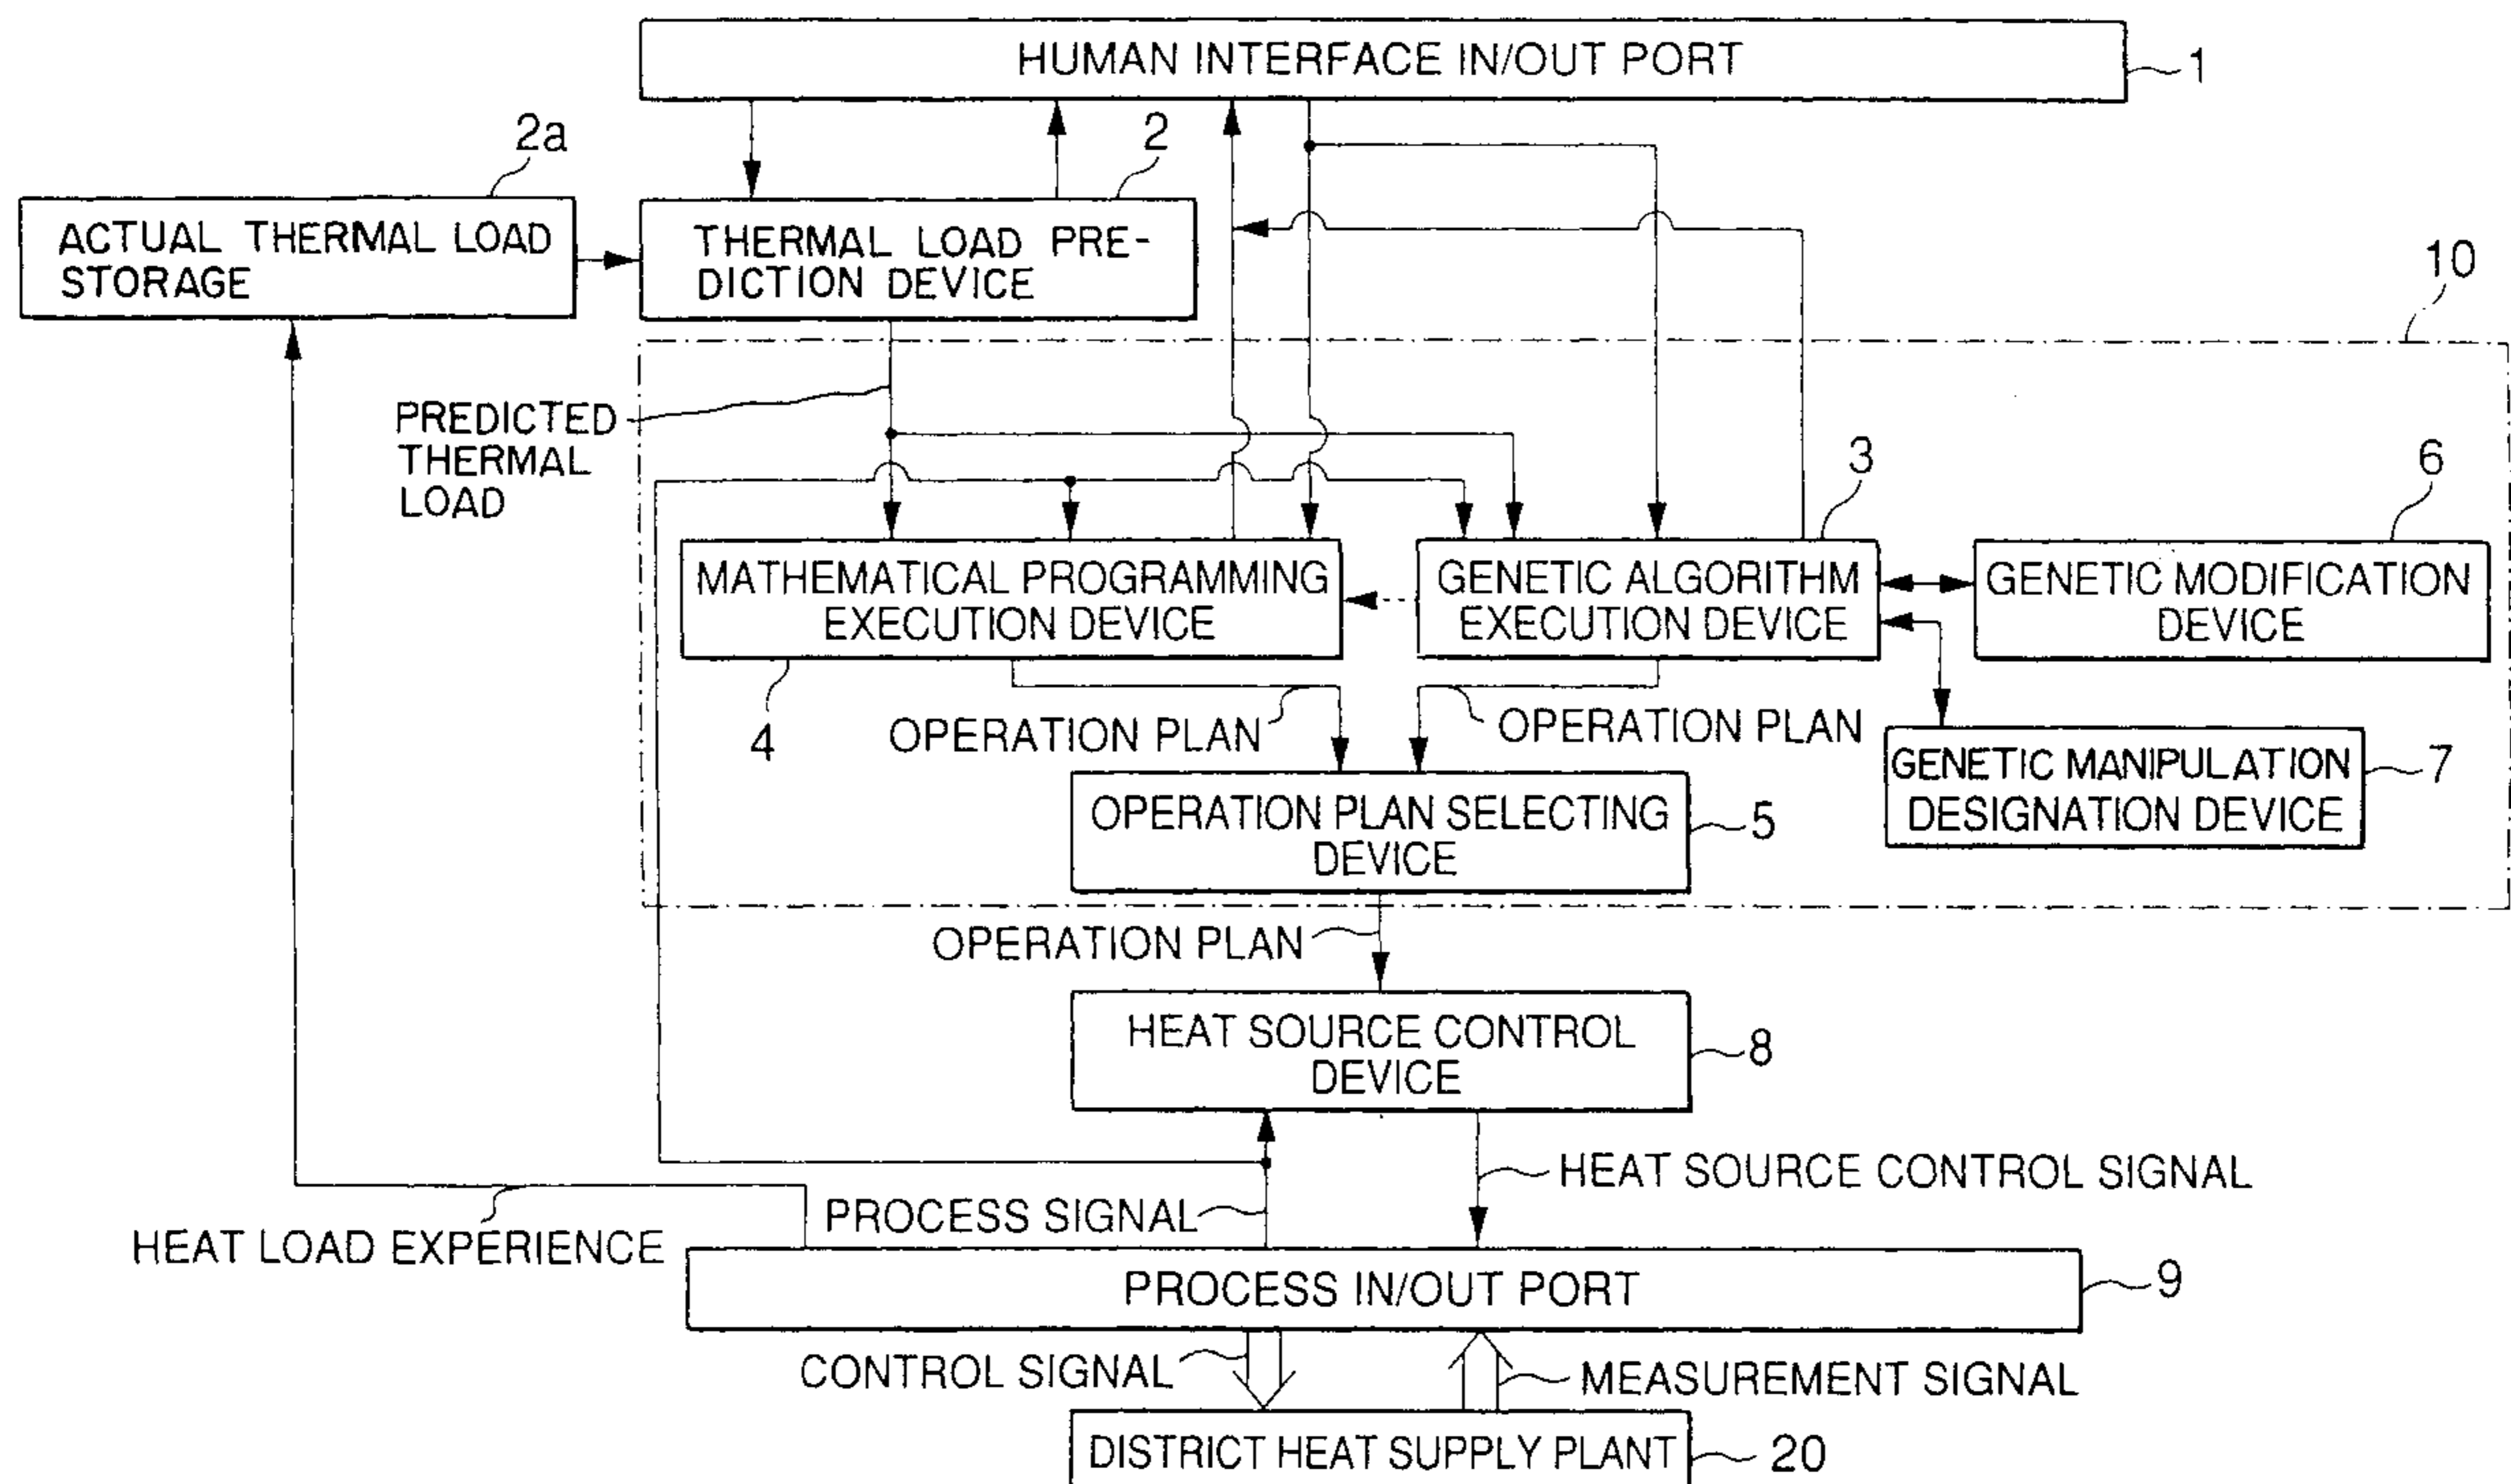 HUMAN INTERFACE IN/OUT PORT
1
2a
2
ACTUAL THERMAL LOAD
STORAGE
THERMAL LOAD PRE-
DICTION DEVICE
10
PREDICTED
THERMAL
LOAD
3
6
MATHEMATICAL PROGRAMMING
EXECUTION DEVICE
GENETIC ALGORITHM
EXECUTION DEVICE
GENETIC MODIFICATION
DEVICE
4
OPERATION PLAN
OPERATION PLAN
GENETIC MANIPULATION
DESIGNATION DEVICE
7
OPERATION PLAN SELECTING
DEVICE
5
OPERATION PLAN
HEAT SOURCE CONTROL
DEVICE
8
HEAT SOURCE CONTROL SIGNAL
PROCESS SIGNAL
HEAT LOAD EXPERIENCE
PROCESS IN/OUT PORT
9
CONTROL SIGNAL
MEASUREMENT SIGNAL
DISTRICT HEAT SUPPLY PLANT
20